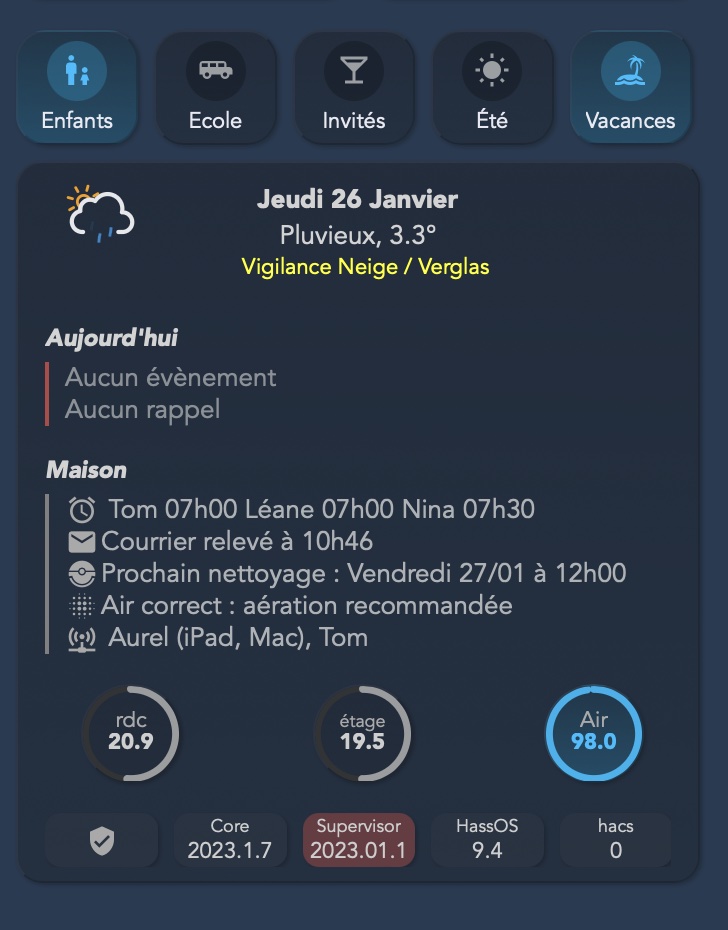 Enfants
Ecole
Invités
Été
Vacances
Jeudi 26 Janvier
Pluvieux, 3.3°
Vigilance Neige / Verglas
Aujourd'hui
Aucun évènement
Aucun rappel
Maison
Tom 07h00 Léane 07h00 Nina 07h30
Courrier relevé à 10h46
Prochain nettoyage : Vendredi 27/01 à 12h00
Air correct : aération recommandée
Aurel (iPad, Mac), Tom
rdc
20.9
étage
19.5
Air
98.0
Core
2023.1.7
Supervisor
2023.01.1
HassOS
9.4
hacs
0